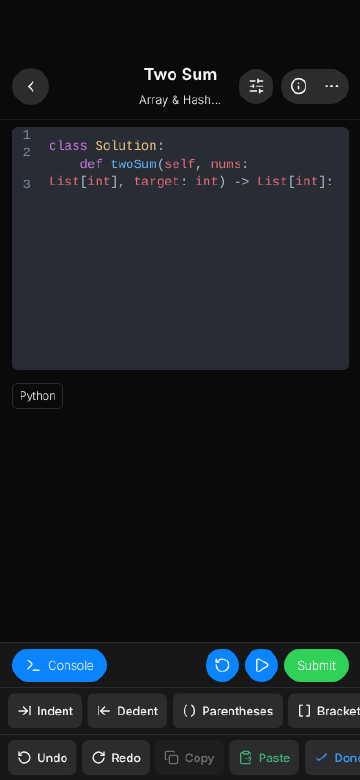 Two Sum
Array & Hash...
1
class Solution:
2
def twoSum(self, nums:
List[int], target: int) -> List[int]:
3
Python
Console
Submit
Indent
Dedent
() Parentheses
[] Bracket
Undo
Redo
Copy
Paste
Done